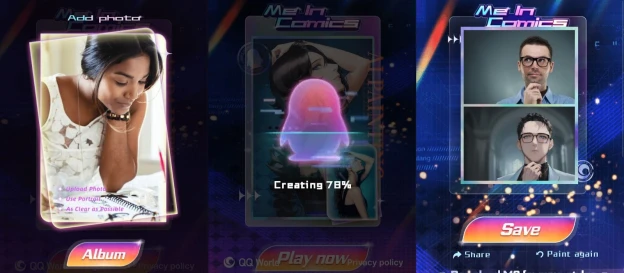 Add photo
Upload Photo
Use Portrait
As Clear as Possible
Album
QQ World
Me In
Comics
Creating 78%
Play now
Privacy policy
Me In
Comics
Save
Share
Paint again